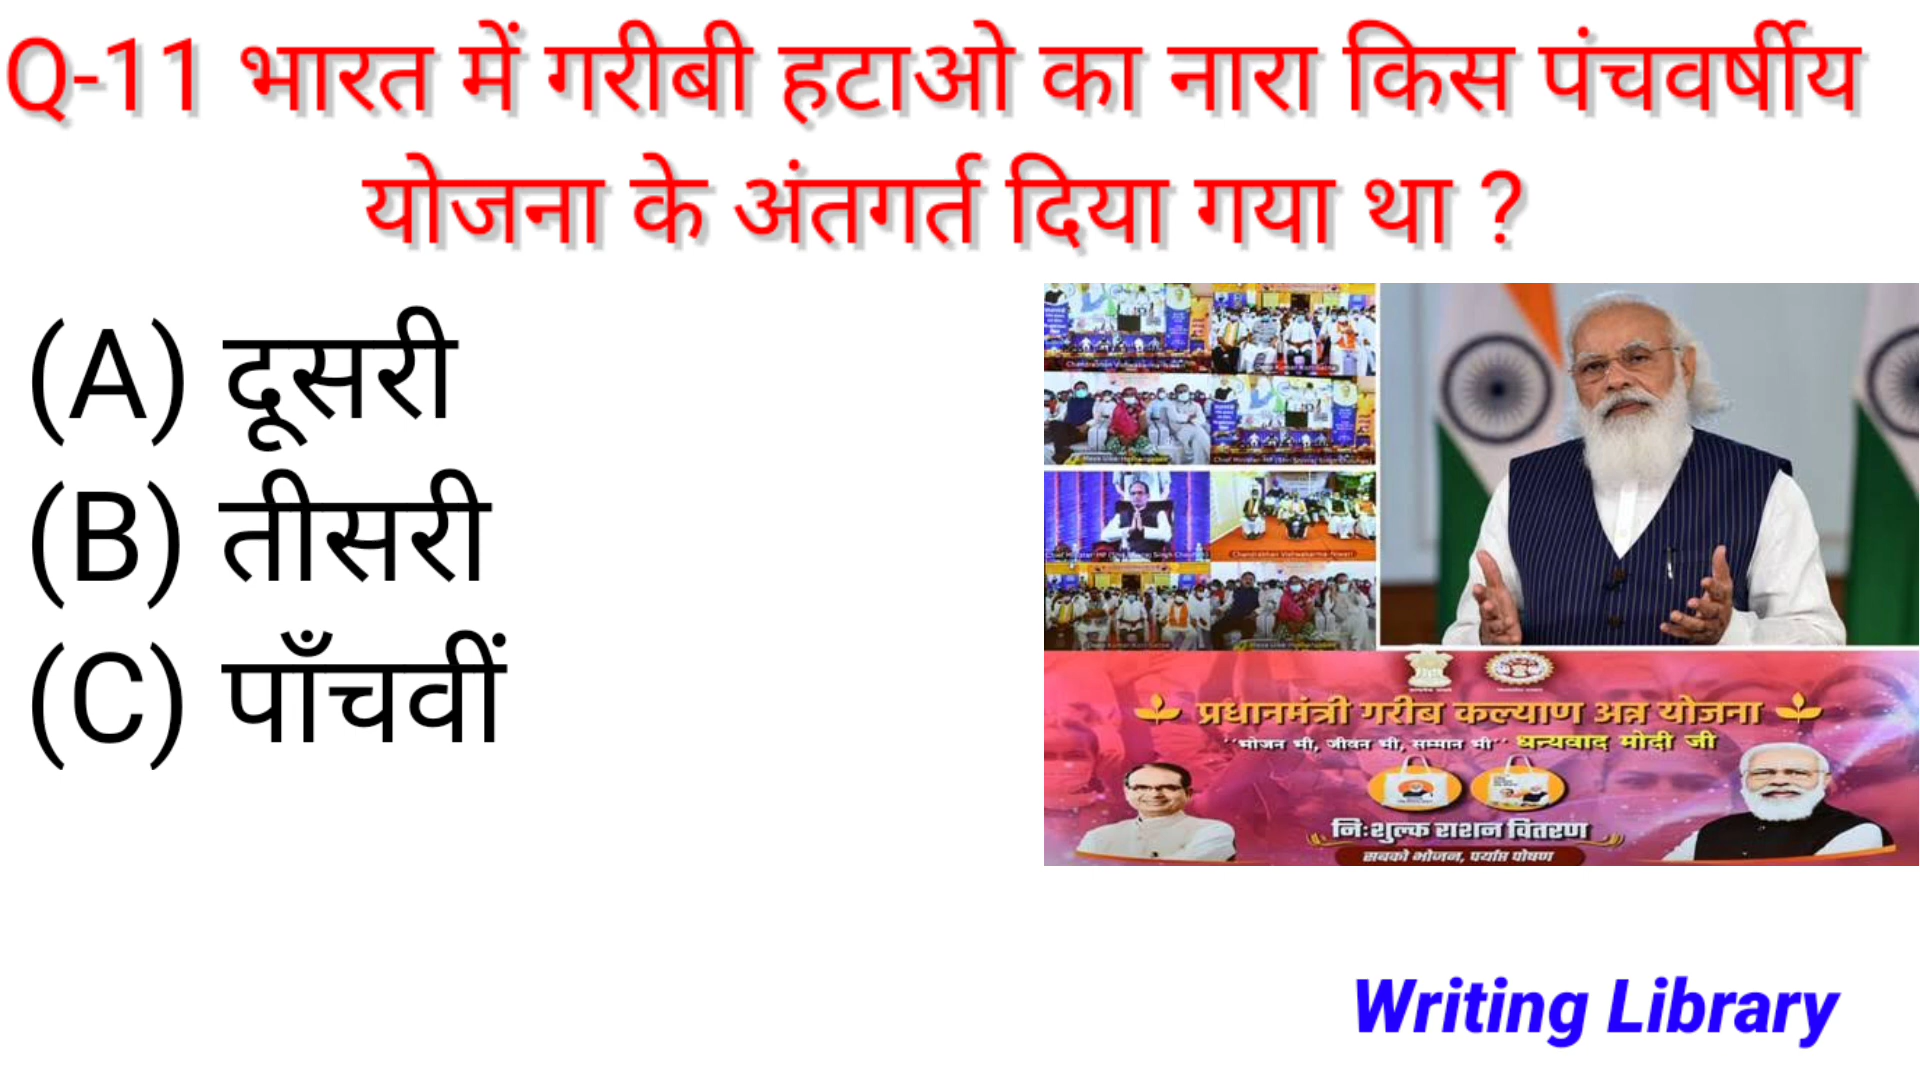 Q-11 भारत में गरीबी हटाओ का नारा किस पंचवर्षीय
योजना के अंतगर्त दिया गया था ?
(A) दूसरी
(B) तीसरी
(C) पाँचवीं
प्रधानमंत्री गरीब कल्याण अन्न योजना
"भोजन भी, जीवन भी, सम्मान भी" धन्यवाद मोदी जी
निःशुल्क राशन वितरण
सबको भोजन, पर्याप्त पोषण
Writing Library